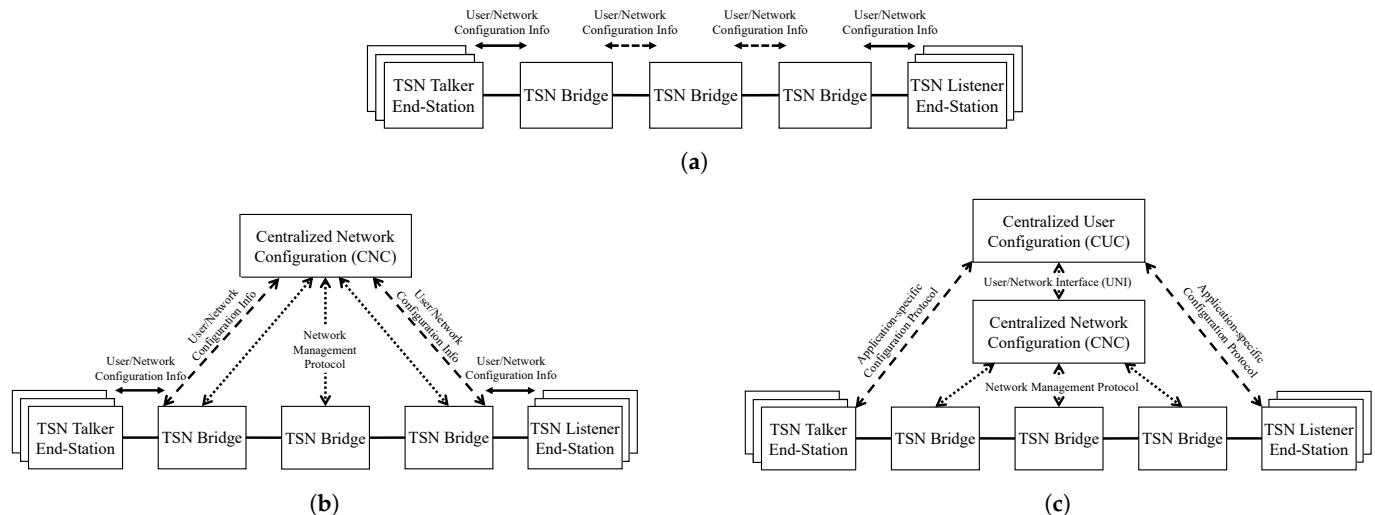 User/Network
Configuration Info
User/Network
Configuration Info
User/Network
Configuration Info
User/Network
Configuration Info
TSN Talker
End-Station
TSN Bridge
TSN Bridge
TSN Bridge
TSN Listener
End-Station
(a)
Centralized Network
Configuration (CNC)
User/Network
Configuration Info
User/Network
Configuration Info
Network
Management
Protocol
User/Network
Configuration Info
User/Network
Configuration Info
TSN Talker
End-Station
TSN Bridge
TSN Bridge
TSN Bridge
TSN Listener
End-Station
(b)
Centralized User
Configuration (CUC)
User/Network Interface (UNI)
Application-specific
Configuration Protocol
Application-specific
Configuration Protocol
Centralized Network
Configuration (CNC)
Network Management Protocol
TSN Talker
End-Station
TSN Bridge
TSN Bridge
TSN Bridge
TSN Listener
End-Station
(c)